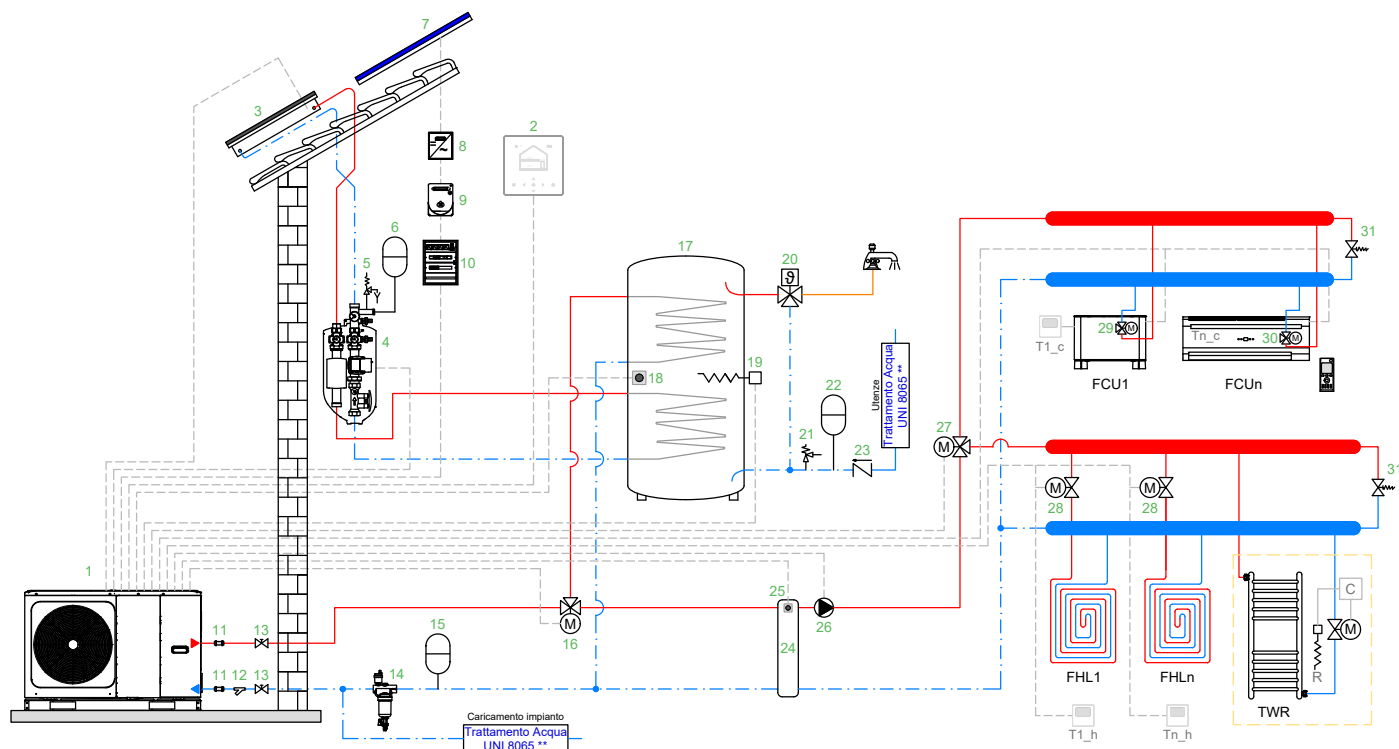 7
3
2
8
9
10
6
5
4
17
20
ϑ
18
19
22
21
23
Utenze
Trattamento Acqua
UNI 8065 **
31
29
M
30
M
T1_c
Tn_c
FCU1
FCUn
27
M
31
M
28
M
28
1
11
13
11
12
13
14
15
16
M
24
25
26
C
M
R
FHL1
FHLn
TWR
T1_h
Tn_h
Caricamento impianto
Trattamento Acqua
UNI 8065 **